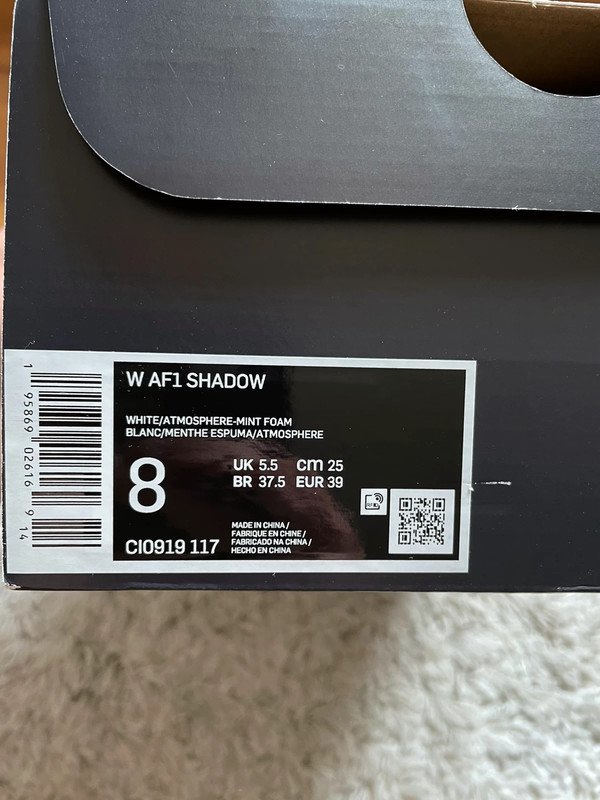 W AF1 SHADOW
WHITE/ATMOSPHERE-MINT FOAM
BLANC/MENTHE ESPUMA/ATMOSPHERE
8
UK 5.5 cm 25
BR 37.5 EUR 39
CI0919 117
MADE IN CHINA /
FABRIQUE EN CHINE /
FABRICADO NA CHINA /
HECHO EN CHINA
RFID
1 95869 02616 9 14